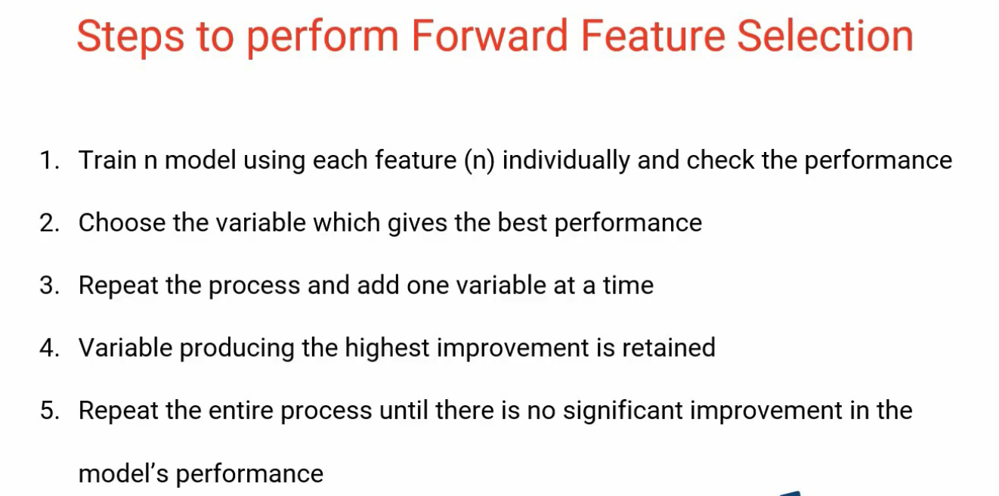 Steps to perform Forward Feature Selection
1. Train n model using each feature (n) individually and check the performance
2. Choose the variable which gives the best performance
3. Repeat the process and add one variable at a time
4. Variable producing the highest improvement is retained
5. Repeat the entire process until there is no significant improvement in the
model’s performance